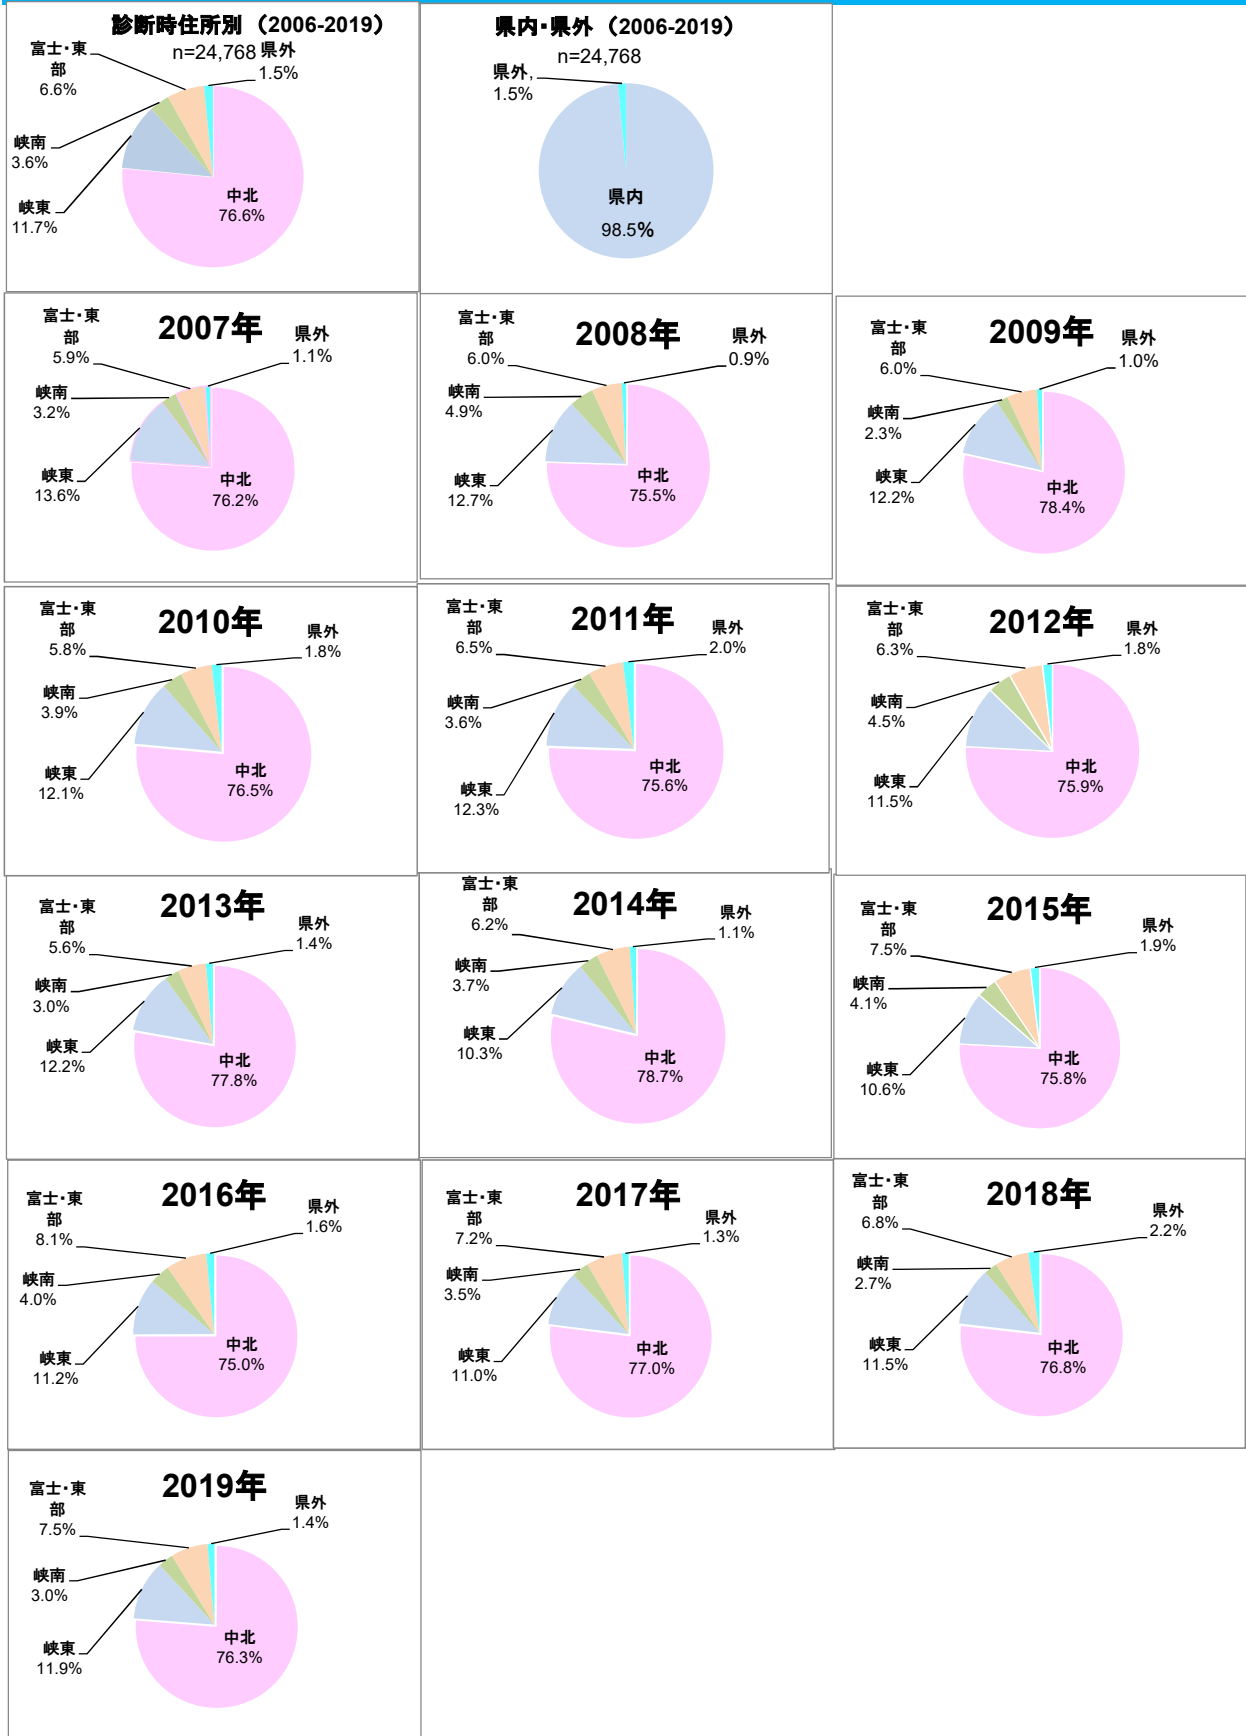 診断時住所別（2006-2019）
n=24,768
富士・東
部
6.6%
県外
1.5%
峡南
3.6%
峡東
11.7%
中北
76.6%
県内・県外（2006-2019）
n=24,768
県外,
1.5%
県内
98.5%
2007年
富士・東
部
5.9%
県外
1.1%
峡南
3.2%
峡東
13.6%
中北
76.2%
2008年
富士・東
部
6.0%
県外
0.9%
峡南
4.9%
峡東
12.7%
中北
75.5%
2009年
富士・東
部
6.0%
県外
1.0%
峡南
2.3%
峡東
12.2%
中北
78.4%
2010年
富士・東
部
5.8%
県外
1.8%
峡南
3.9%
峡東
12.1%
中北
76.5%
2011年
富士・東
部
6.5%
県外
2.0%
峡南
3.6%
峡東
12.3%
中北
75.6%
2012年
富士・東
部
6.3%
県外
1.8%
峡南
4.5%
峡東
11.5%
中北
75.9%
2013年
富士・東
部
5.6%
県外
1.4%
峡南
3.0%
峡東
12.2%
中北
77.8%
2014年
富士・東
部
6.2%
県外
1.1%
峡南
3.7%
峡東
10.3%
中北
78.7%
2015年
富士・東
部
7.5%
県外
1.9%
峡南
4.1%
峡東
10.6%
中北
75.8%
2016年
富士・東
部
8.1%
県外
1.6%
峡南
4.0%
峡東
11.2%
中北
75.0%
2017年
富士・東
部
7.2%
県外
1.3%
峡南
3.5%
峡東
11.0%
中北
77.0%
2018年
富士・東
部
6.8%
県外
2.2%
峡南
2.7%
峡東
11.5%
中北
76.8%
2019年
富士・東
部
7.5%
県外
1.4%
峡南
3.0%
峡東
11.9%
中北
76.3%